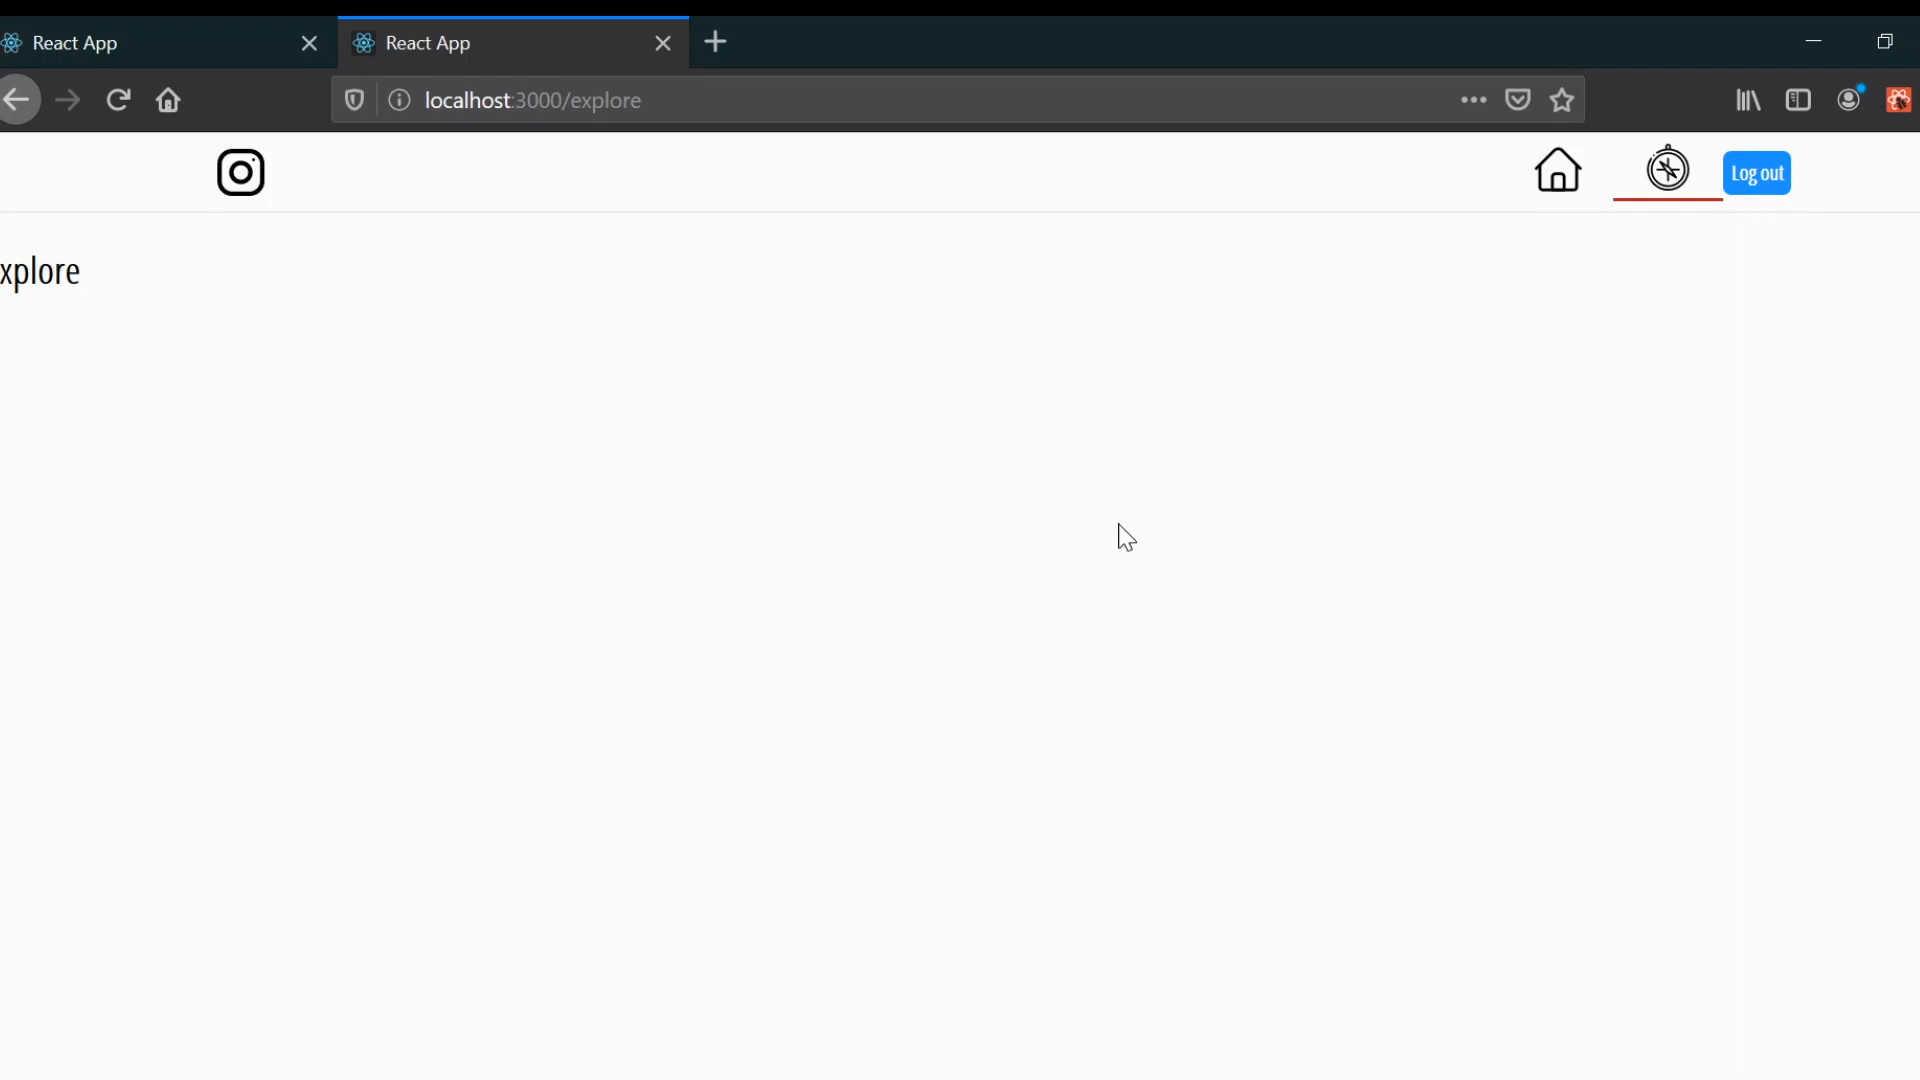 React App
React App
localhost:3000/explore
Log out
xplore